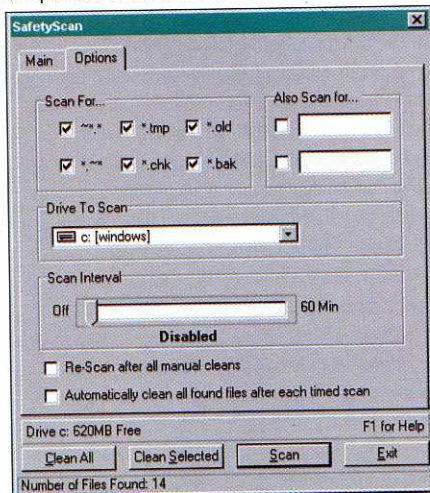 SafetyScan
Main Options
Scan For...
~*.* *.tmp *.old
*.~* *.chk *.bak
Also Scan for...
Drive To Scan
c: [windows]
Scan Interval
Off 60 Min
Disabled
Re-Scan after all manual cleans
Automatically clean all found files after each timed scan
Drive c: 620MB Free F1 for Help
Clean All Clean Selected Scan Exit
Number of Files Found: 14